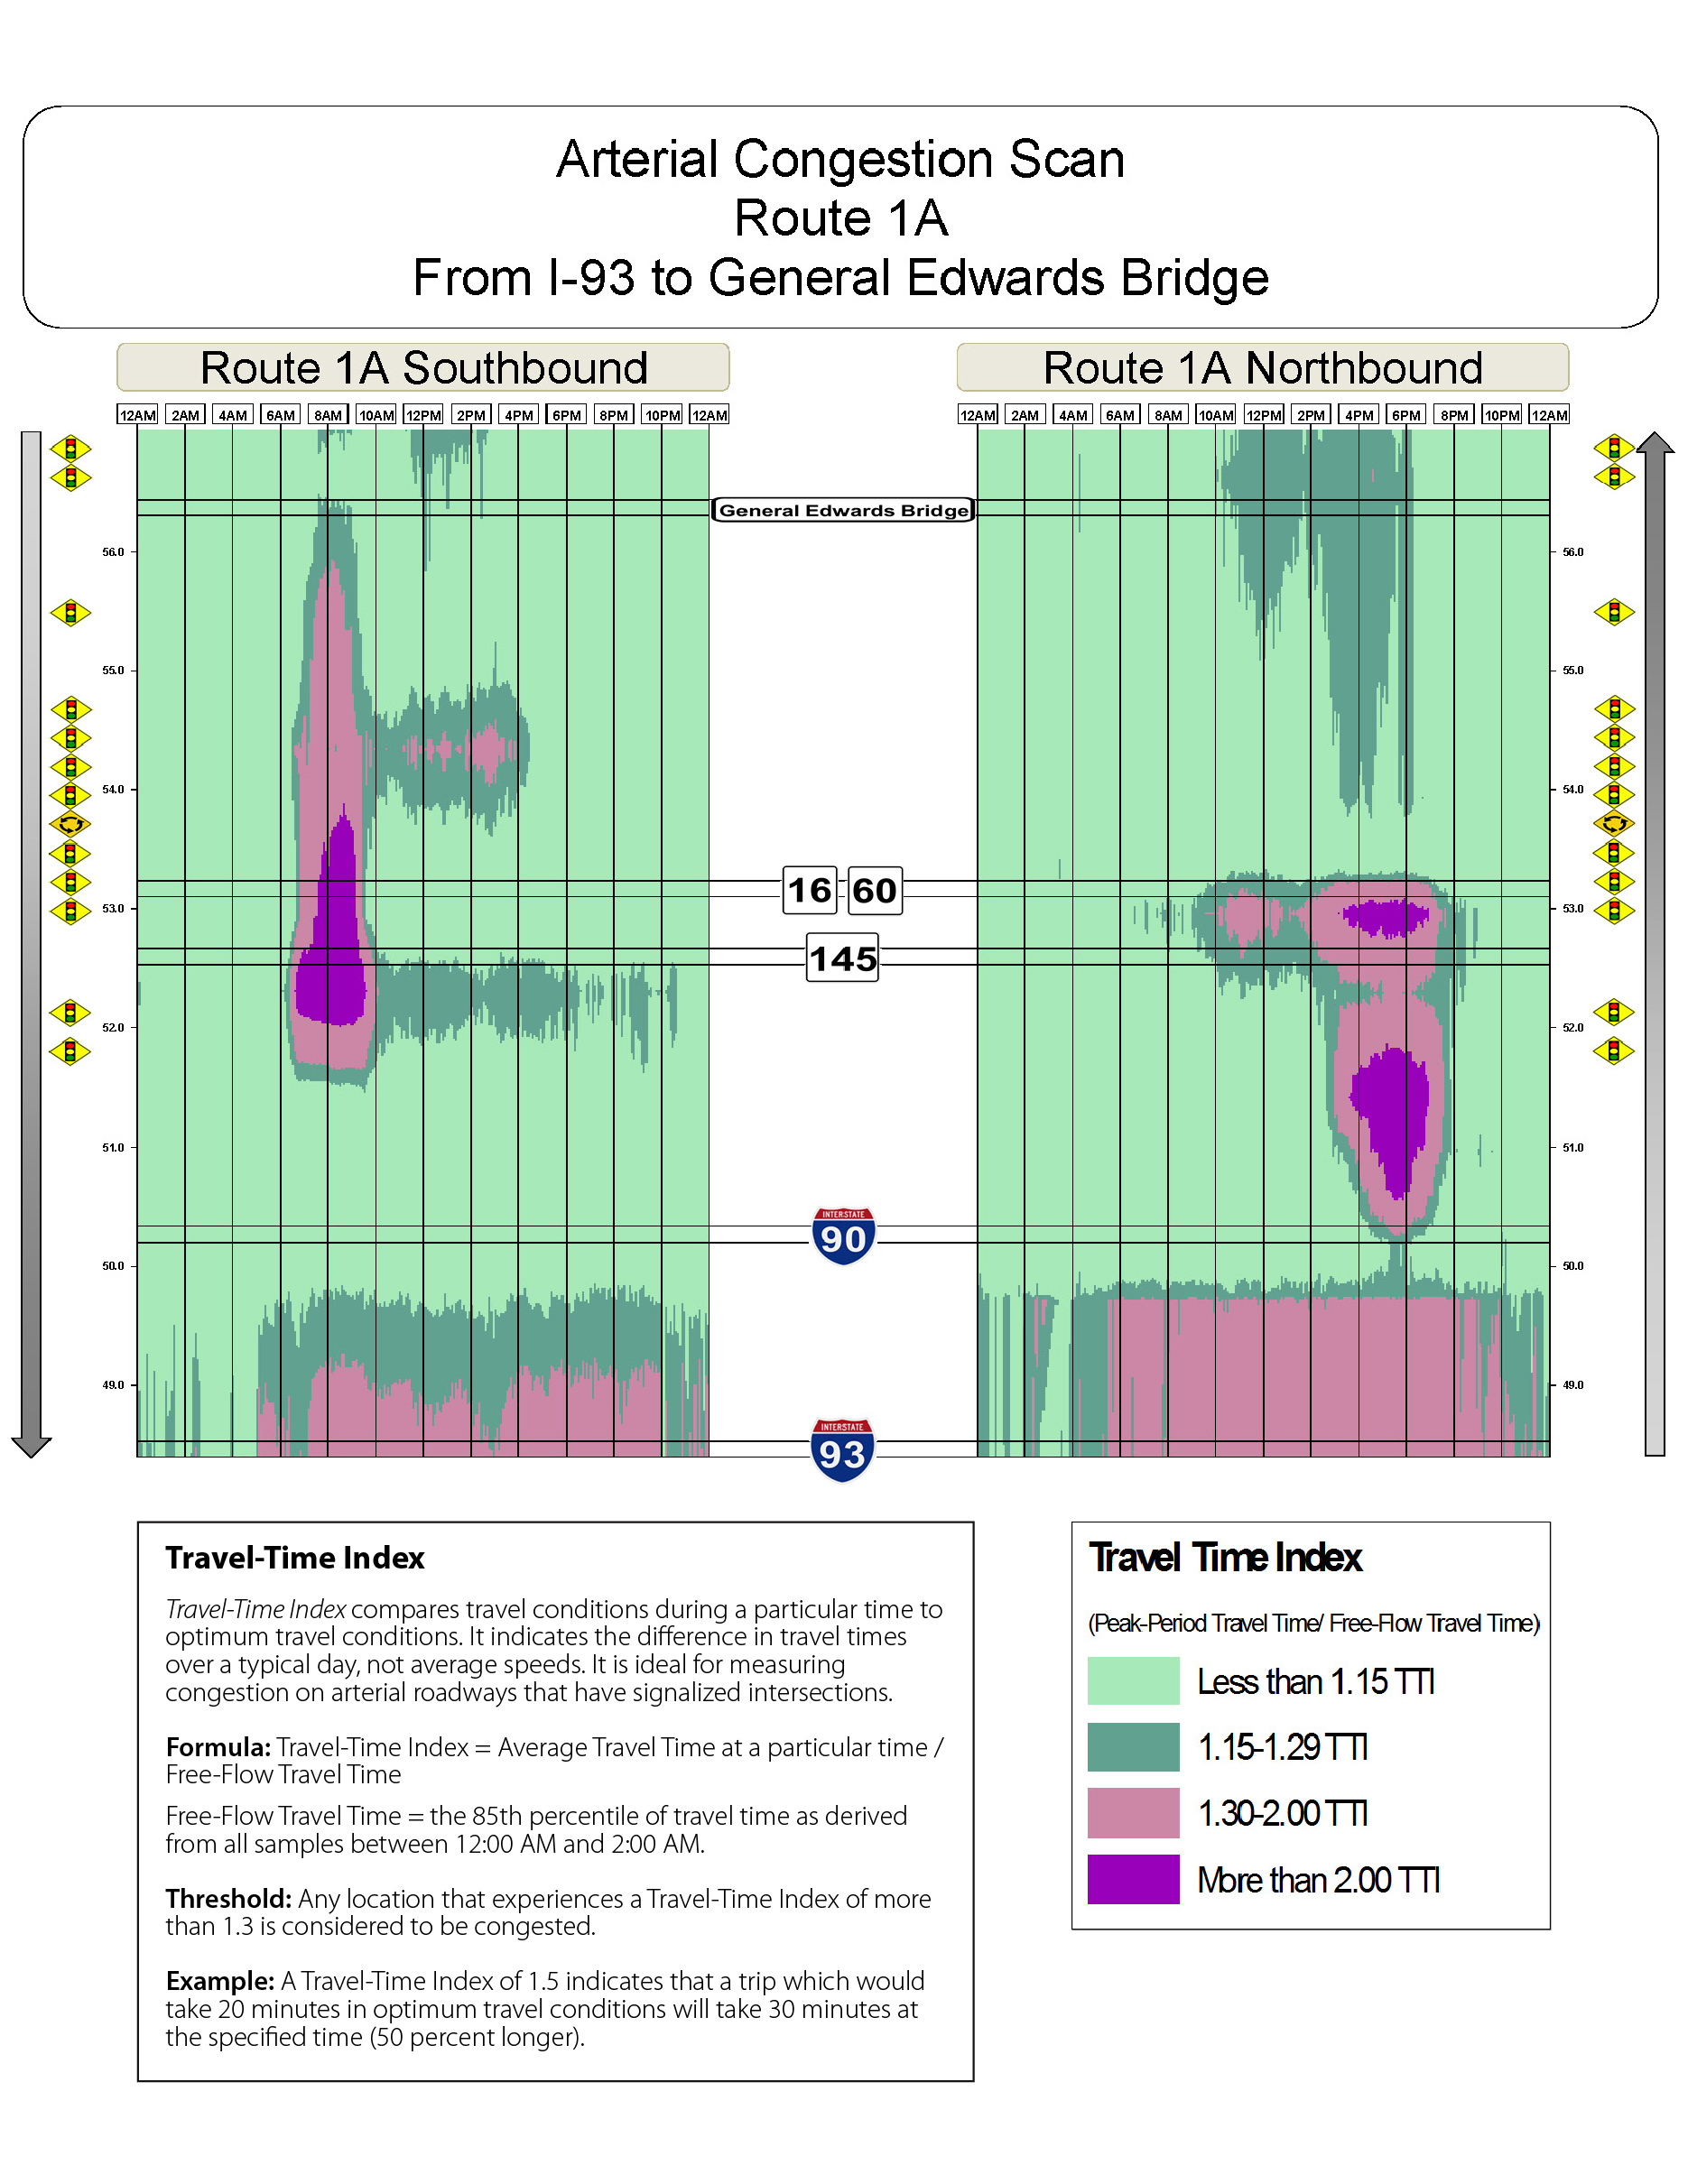 Arterial Congestion Scan
Route 1A
From I-93 to General Edwards Bridge
Route 1A Southbound
Route 1A Northbound
12AM 2AM 4AM 6AM 8AM 10AM 12PM 2PM 4PM 6PM 8PM 10PM 12AM
12AM 2AM 4AM 6AM 8AM 10AM 12PM 2PM 4PM 6PM 8PM 10PM 12AM
General Edwards Bridge
56.0 56.0
55.0 55.0
54.0 54.0
16 60
53.0 53.0
145
52.0 52.0
51.0 51.0
INTERSTATE
90
50.0 50.0
49.0 49.0
INTERSTATE
93
Travel-Time Index
Travel-Time Index compares travel conditions during a particular time to
optimum travel conditions. It indicates the difference in travel times
over a typical day, not average speeds. It is ideal for measuring
congestion on arterial roadways that have signalized intersections.
Formula: Travel-Time Index = Average Travel Time at a particular time /
Free-Flow Travel Time
Free-Flow Travel Time = the 85th percentile of travel time as derived
from all samples between 12:00 AM and 2:00 AM.
Threshold: Any location that experiences a Travel-Time Index of more
than 1.3 is considered to be congested.
Example: A Travel-Time Index of 1.5 indicates that a trip which would
take 20 minutes in optimum travel conditions will take 30 minutes at
the specified time (50 percent longer).
Travel Time Index
(Peak-Period Travel Time/ Free-Flow Travel Time)
Less than 1.15 TTI
1.15-1.29 TTI
1.30-2.00 TTI
More than 2.00 TTI